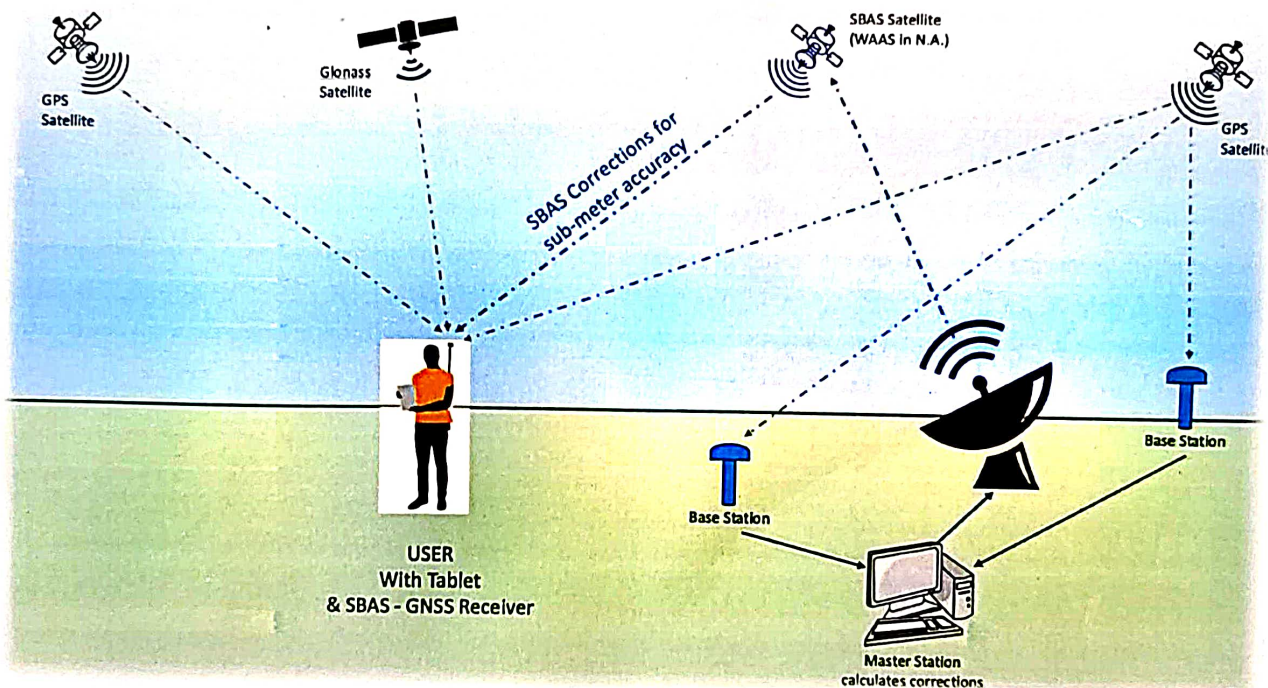 SBAS Satellite
(WAAS in N.A.)
GPS
Satellite
Glonass
Satellite
GPS
Satellite
SBAS Corrections for
sub-meter accuracy
Base Station
Base Station
USER
With Tablet
& SBAS - GNSS Receiver
Master Station
calculates corrections